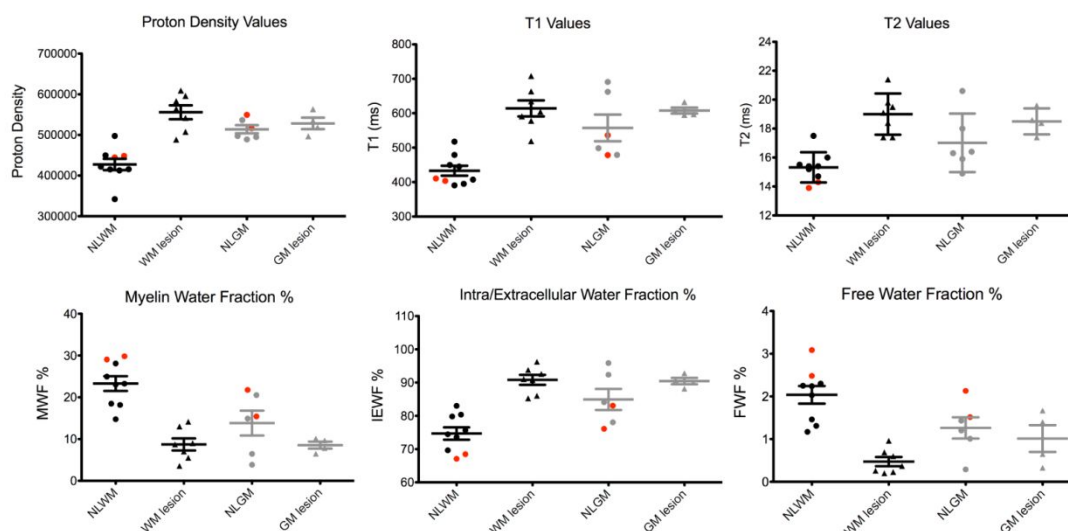 Proton Density Values
T1 Values
T2 Values
Proton Density
700000
600000
500000
400000
300000
NLWM
WM lesion
NLGM
GM lesion
T1 (ms)
800
700
600
500
400
300
NLWM
WM lesion
NLGM
GM lesion
T2 (ms)
24
22
20
18
16
14
12
NLWM
WM lesion
NLGM
GM lesion
Myelin Water Fraction %
Intra/Extracellular Water Fraction %
Free Water Fraction %
MWF %
40
30
20
10
0
NLWM
WM lesion
NLGM
GM lesion
IEWF %
110
100
90
80
70
60
NLWM
WM lesion
NLGM
GM lesion
FWF %
4
3
2
1
0
NLWM
WM lesion
NLGM
GM lesion